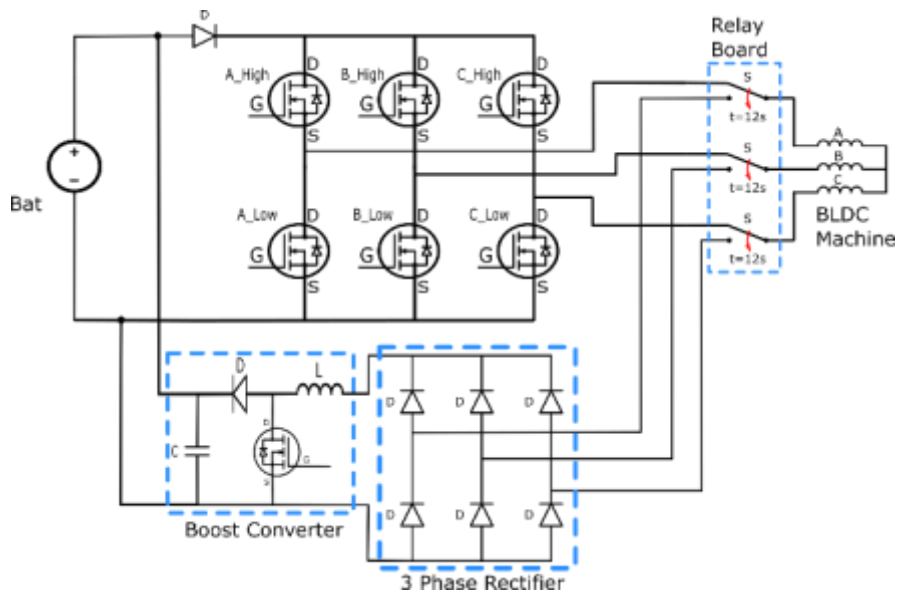 D
Relay
Board
D
D
D
A_High
B_High
C_High
S
G
G
G
t=12s
S
S
S
A
S
B
t=12s
C
Bat
D
D
D
A_Low
B_Low
C_Low
S
BLDC
Machine
G
G
G
t=12s
S
S
S
D
L
D
D
D
D
C
G
S
D
D
D
Boost Converter
3 Phase Rectifier